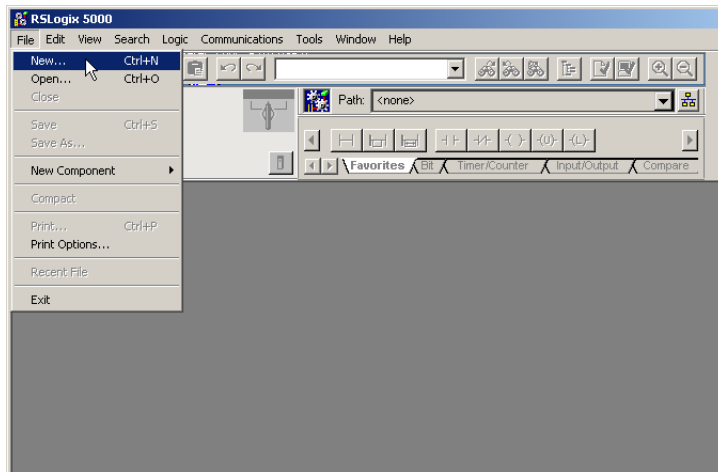 RSLogix 5000
File Edit View Search Logic Communications Tools Window Help
New... Ctrl+N
Open... Ctrl+O
Close
Save Ctrl+S
Save As...
New Component
Compact
Print... Ctrl+P
Print Options...
Recent File
Exit
Path: <none>
Favorites Bit Timer/Counter Input/Output Compare